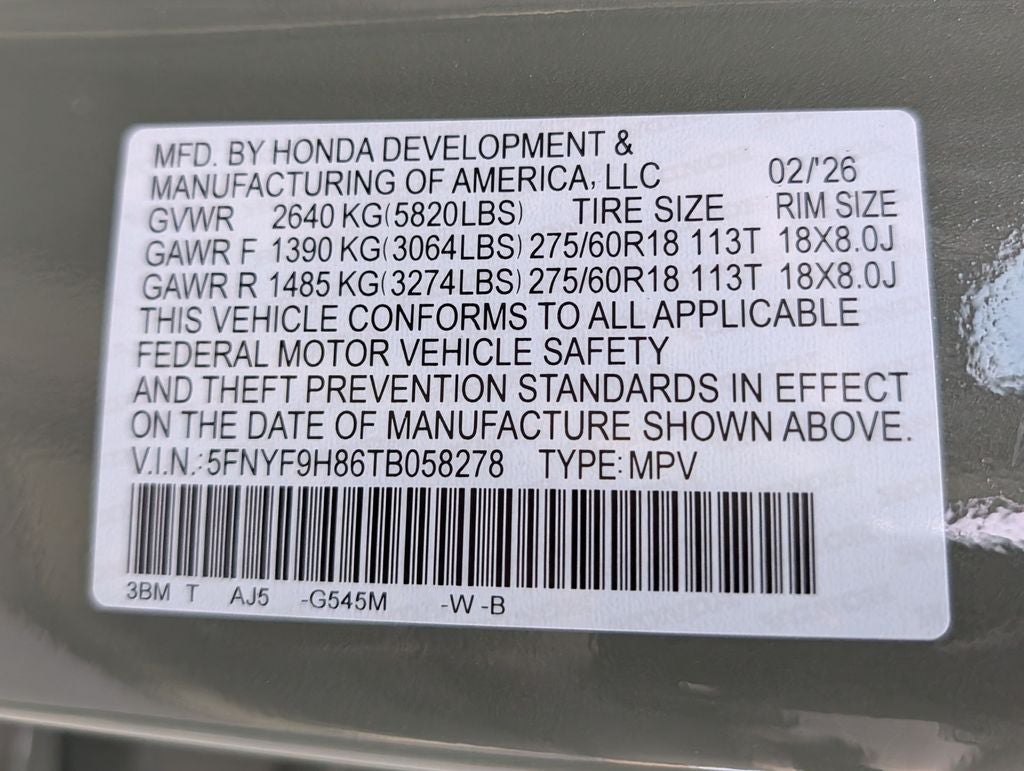 MFD. BY HONDA DEVELOPMENT &
MANUFACTURING OF AMERICA, LLC 02/'26
GVWR 2640 KG(5820LBS) TIRE SIZE RIM SIZE
GAWR F 1390 KG(3064LBS) 275/60R18 113T 18X8.0J
GAWR R 1485 KG(3274LBS) 275/60R18 113T 18X8.0J
THIS VEHICLE CONFORMS TO ALL APPLICABLE
FEDERAL MOTOR VEHICLE SAFETY
AND THEFT PREVENTION STANDARDS IN EFFECT
ON THE DATE OF MANUFACTURE SHOWN ABOVE.
V.I.N.:5FNYF9H86TB058278 TYPE: MPV
3BM T AJ5 -G545M -W -B